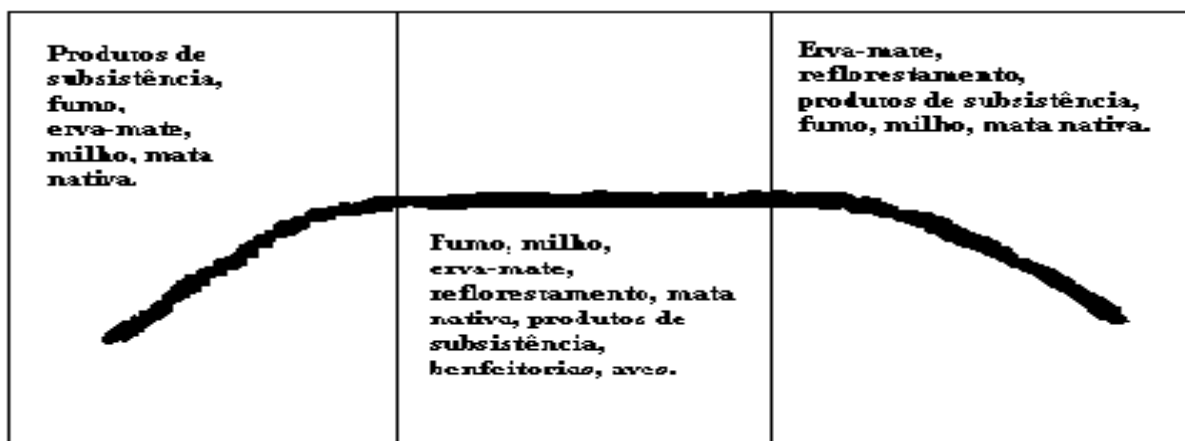 Produtos de
subsistência,
fumo,
erva-mate,
milho, mata
nativa.
Fumo, milho,
erva-mate,
reflorestamento, mata
nativa, produtos de
subsistência,
benfeitorias, aves.
Erva-mate,
reflorestamento,
produtos de subsistência,
fumo, milho, mata nativa.